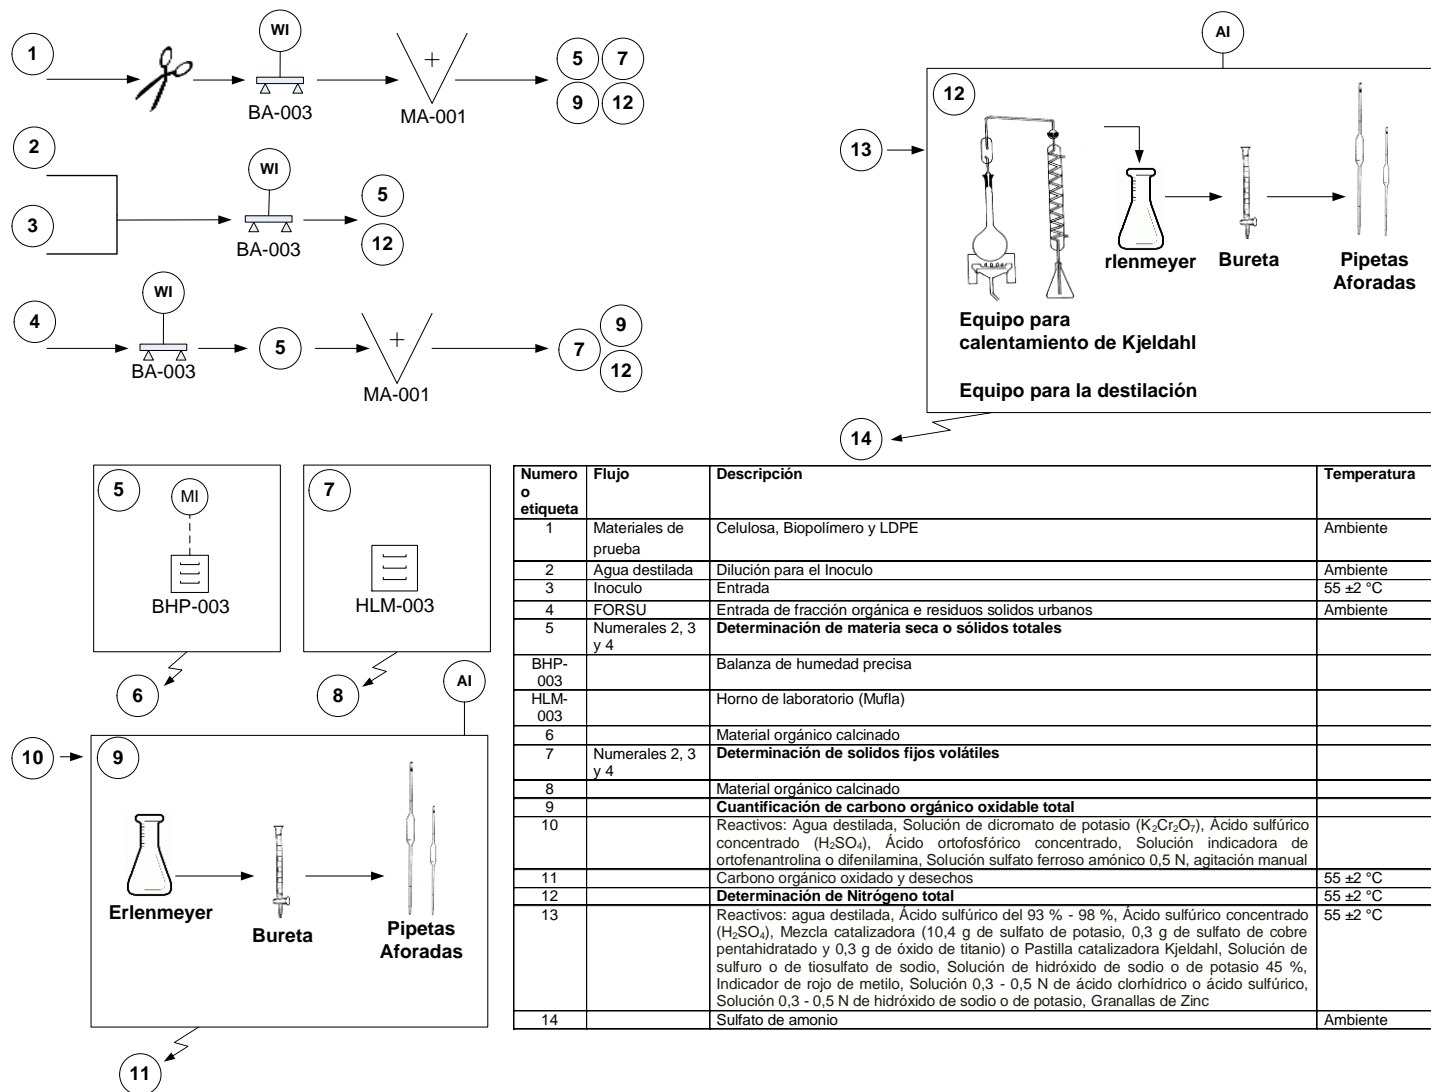 1
WI
BA-003
+
MA-001
5 7
9 12
2
3
WI
BA-003
5
12
4
WI
BA-003
5
+
MA-001
7
9
12
AI
12
13
rlenmeyer
Bureta
Pipetas
Aforadas
Equipo para
calentamiento de Kjeldahl
Equipo para la destilación
14
5
MI
BHP-003
6
7
HLM-003
8
AI
10
9
Erlenmeyer
Bureta
Pipetas
Aforadas
11
Numero o etiqueta Flujo Descripción Temperatura
1 Materiales de prueba Celulosa, Biopolímero y LDPE Ambiente
2 Agua destilada Dilución para el Inoculo Ambiente
3 Inoculo Entrada 55 ±2 °C
4 FORSU Entrada de fracción orgánica e residuos solidos urbanos Ambiente
5 Numerales 2, 3 y 4 Determinación de materia seca o sólidos totales
BHP-003 Balanza de humedad precisa
HLM-003 Horno de laboratorio (Mufla)
6 Material orgánico calcinado
7 Numerales 2, 3 y 4 Determinación de solidos fijos volátiles
8 Material orgánico calcinado
9 Cuantificación de carbono orgánico oxidable total
10 Reactivos: Agua destilada, Solución de dicromato de potasio (K₂Cr₂O₇), Ácido sulfúrico
concentrado (H₂SO₄), Ácido ortofosfórico concentrado, Solución indicadora de
ortofenantrolina o difenilamina, Solución sulfato ferroso amónico 0,5 N, agitación manual
11 Carbono orgánico oxidado y desechos 55 ±2 °C
12 Determinación de Nitrógeno total 55 ±2 °C
13 Reactivos: agua destilada, Ácido sulfúrico del 93 % - 98 %, Ácido sulfúrico concentrado 55 ±2 °C
(H₂SO₄), Mezcla catalizadora (10,4 g de sulfato de potasio, 0,3 g de sulfato de cobre
pentahidratado y 0,3 g de óxido de titanio) o Pastilla catalizadora Kjeldahl, Solución de
sulfuro o de tiosulfato de sodio, Solución de hidróxido de sodio o de potasio 45 %,
Indicador de rojo de metilo, Solución 0,3 - 0,5 N de ácido clorhídrico o ácido sulfúrico,
Solución 0,3 - 0,5 N de hidróxido de sodio o de potasio, Granallas de Zinc
14 Sulfato de amonio Ambiente